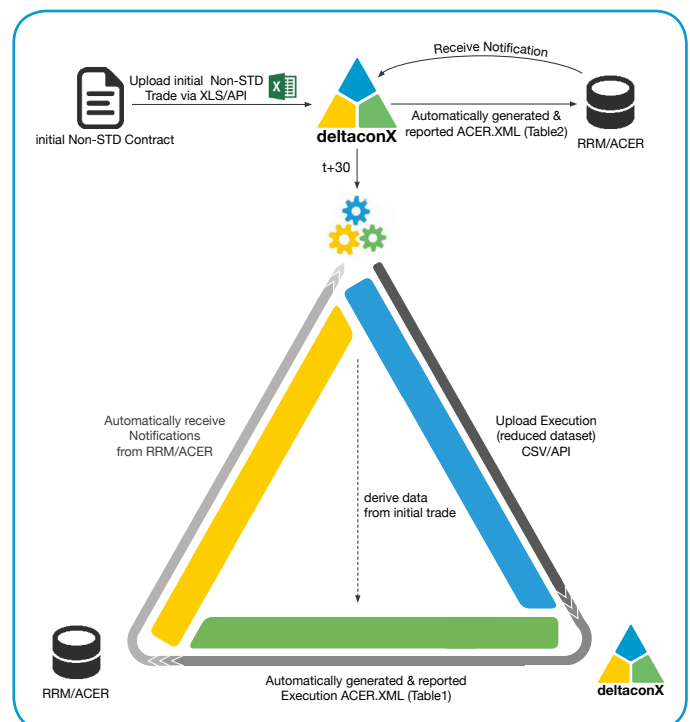 Receive Notification
Upload initial Non-STD
Trade via XLS/API
X
initial Non-STD Contract
deltaconX
Automatically generated &
reported ACER.XML (Table2)
RRM/ACER
t+30
Automatically receive
Notifications
from RRM/ACER
Upload Execution
(reduced dataset)
CSV/API
derive data
from initial trade
RRM/ACER
Automatically generated & reported
Execution ACER.XML (Table1)
deltaconX